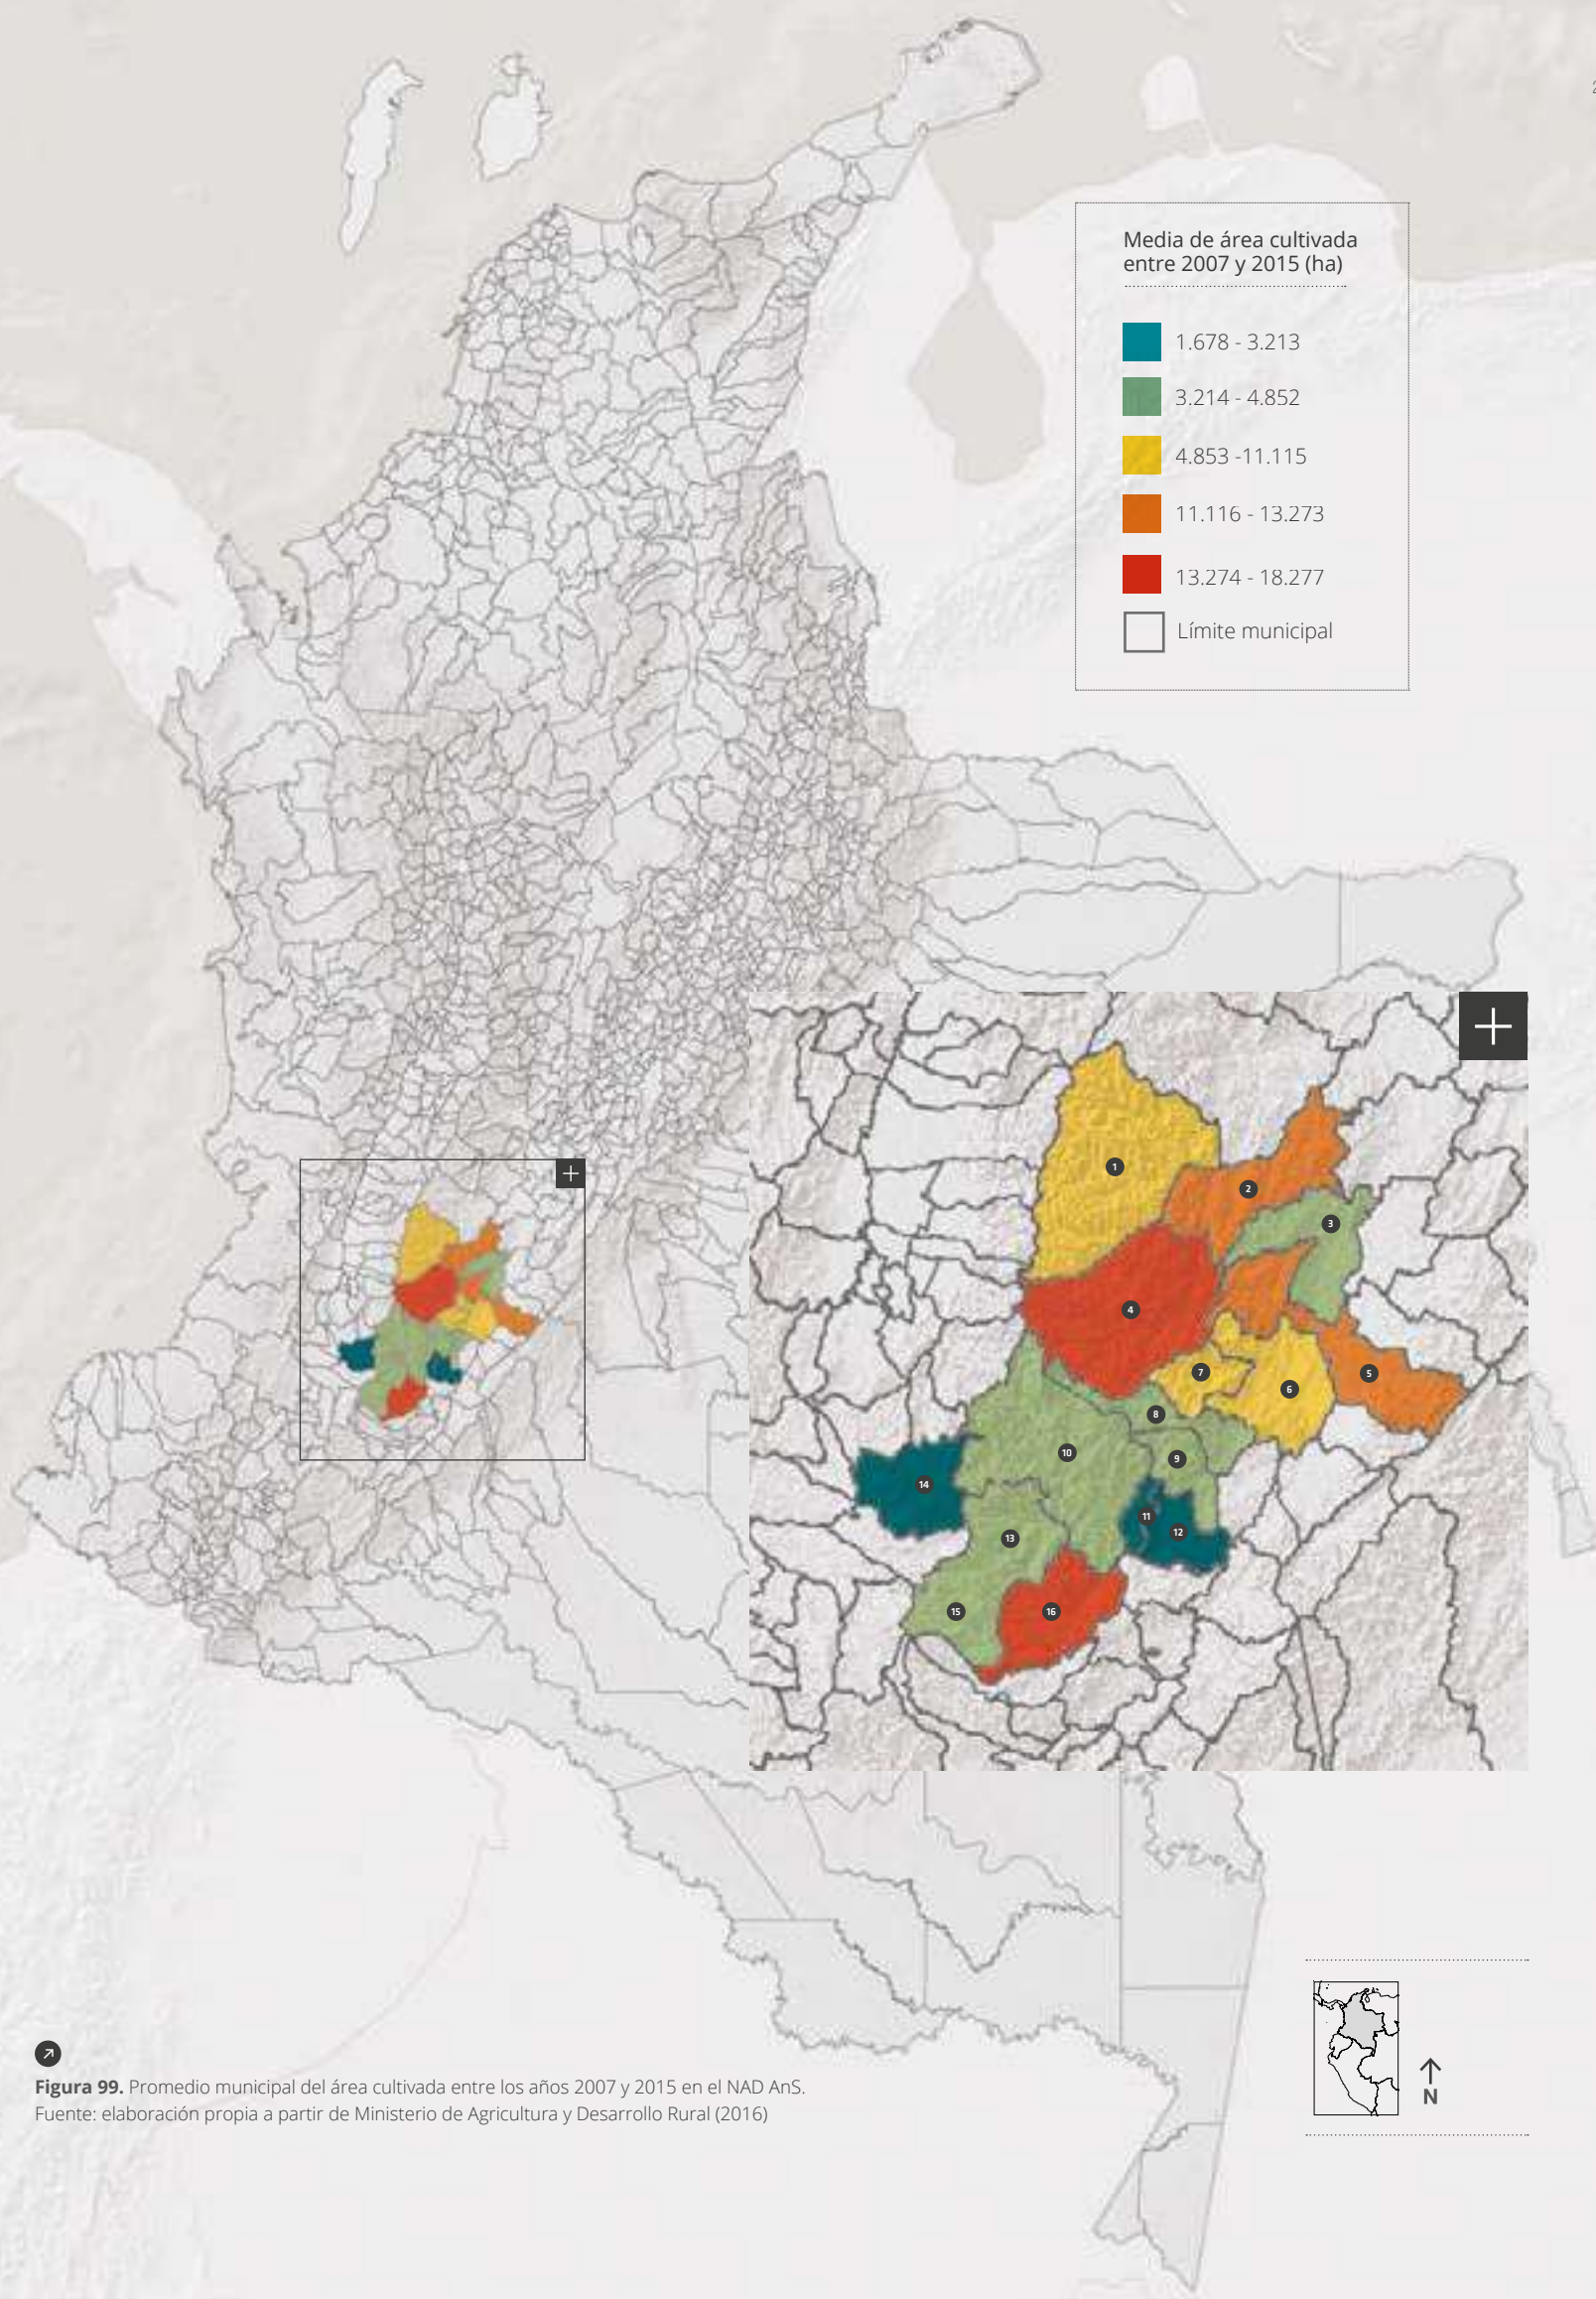 2
Media de área cultivada
entre 2007 y 2015 (ha)
1.678 - 3.213
3.214 - 4.852
4.853 -11.115
11.116 - 13.273
13.274 - 18.277
Límite municipal
+
+
1
2
3
4
5
6
7
8
9
10
11
12
13
14
15
16
N
Figura 99. Promedio municipal del área cultivada entre los años 2007 y 2015 en el NAD AnS.
Fuente: elaboración propia a partir de Ministerio de Agricultura y Desarrollo Rural (2016)